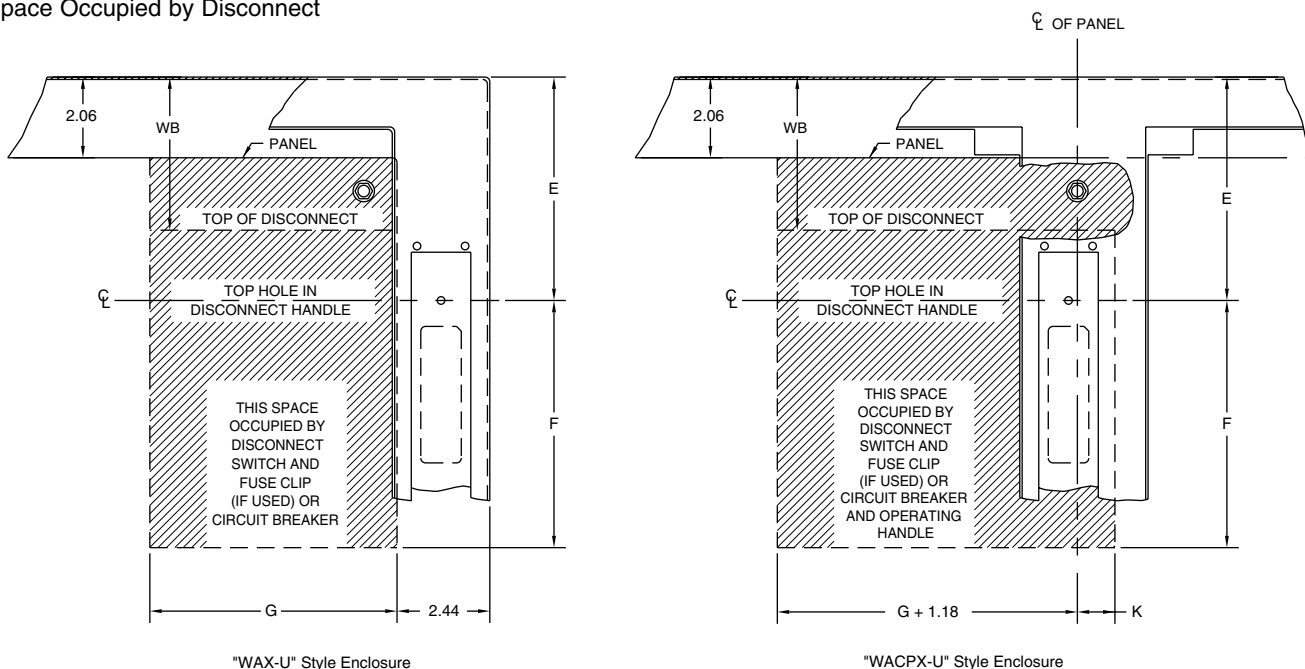 pace Occupied by Disconnect
℄ OF PANEL
2.06
WB
PANEL
E
TOP OF DISCONNECT
℄
TOP HOLE IN
DISCONNECT HANDLE
THIS SPACE
OCCUPIED BY
DISCONNECT
SWITCH AND
FUSE CLIP
(IF USED) OR
CIRCUIT BREAKER
F
G
2.44
"WAX-U" Style Enclosure
2.06
WB
PANEL
E
TOP OF DISCONNECT
℄
TOP HOLE IN
DISCONNECT HANDLE
THIS SPACE
OCCUPIED BY
DISCONNECT
SWITCH AND
FUSE CLIP
(IF USED) OR
CIRCUIT BREAKER
AND OPERATING
HANDLE
F
G + 1.18
K
"WACPX-U" Style Enclosure